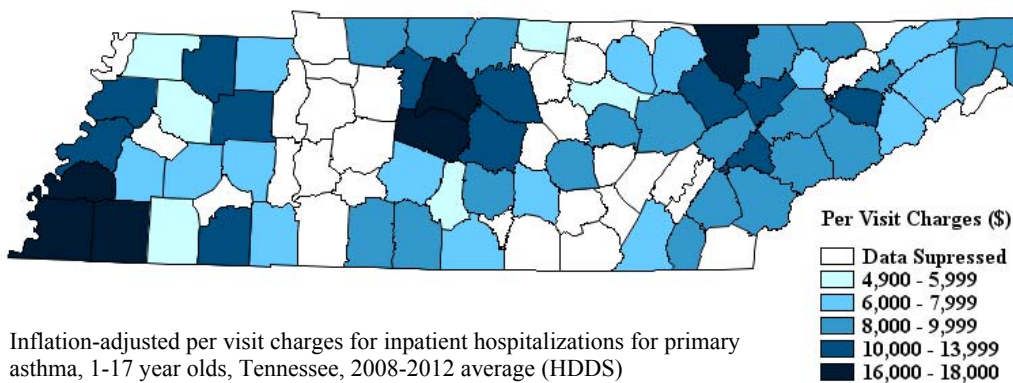 Per Visit Charges ($)
Data Supressed
4,900 - 5,999
6,000 - 7,999
8,000 - 9,999
10,000 - 13,999
16,000 - 18,000
Inflation-adjusted per visit charges for inpatient hospitalizations for primary
asthma, 1-17 year olds, Tennessee, 2008-2012 average (HDDS)